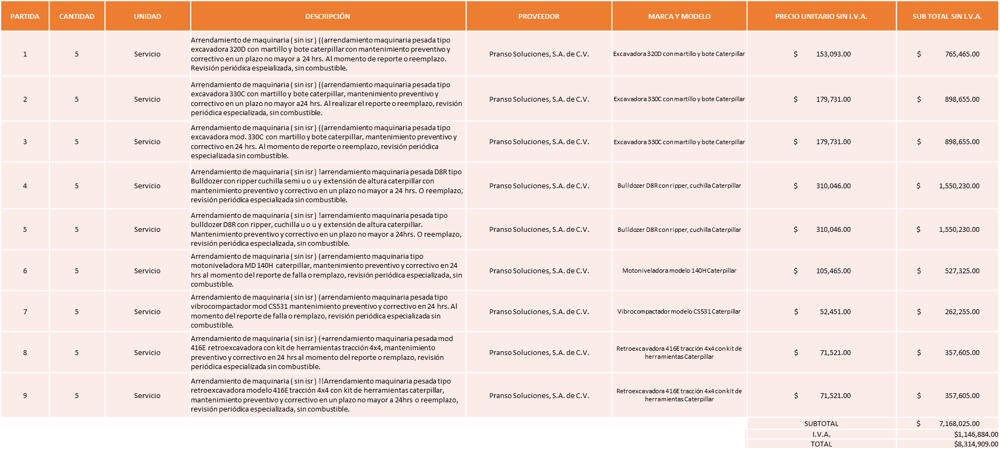 PARTIDA CANTIDAD UNIDAD DESCRIPCIÓN PROVEEDOR MARCA Y MODELO PRECIO UNITARIO SIN I.V.A. SUB TOTAL SIN I.V.A.
1 5 Servicio
Arrendamiento de maquinaria ( sin isr ) ((arrendamiento maquinaria pesada tipo
excavadora 320D con martillo y bote caterpillar con mantenimiento preventivo y
correctivo en un plazo no mayor a 24 hrs. Al momento de reporte o reemplazo.
Revisión periódica espeializada, sin combustible.
Pranso Soluciones, S.A. de C.V. Excavadora 320D con martillo y bote Caterpillar $ 153,093.00 $ 765,465.00
2 5 Servicio
Arrendamiento de maquinaria ( sin isr ) ((arrendamiento maquinaria pesada tipo
excavadora 330C con martillo y bote caterpillar, mantenimiento preventivo y
correctivo en un plazo no mayor a24 hrs. Al realizar el reporte o reemplazo, revisión
periódica especializada, sin combustible.
Pranso Soluciones, S.A. de C.V. Excavadora 330C con martillo y bote Caterpillar $ 179,731.00 $ 898,655.00
3 5 Servicio
Arrendamiento de maquinaria ( sin isr ) ((arrendamiento maquinaria pesada tipo
excavadora mod. 330C con martillo y bote caterpillar, mantenimiento preventivo y
correctivo en 24 hrs. Al momento de reporte o reemplazo, revisión periódica
especializada sin combustible.
Pranso Soluciones, S.A. de C.V. Excavadora 330C con martillo y bote Caterpillar $ 179,731.00 $ 898,655.00
4 5 Servicio
Arrendamiento de maquinaria ( sin isr ) !arrendamiento maquinaria pesada D8R tipo
Bulldozer con ripper cuchilla semi u o u y extensión de altura caterpillar con
mantenimiento preventivo y correctivo en un plazo no mayor a 24 hrs. O reemplazo,
revisión periódica especializada sin combustible.
Pranso Soluciones, S.A. de C.V. Bulldozer D8R con ripper, cuchilla Caterpillar $ 310,046.00 $ 1,550,230.00
5 5 Servicio
Arrendamiento de maquinaria ( sin isr ) !arrendamiento maquinaria pesada tipo
bulldozer D8R con ripper, cuchilla u o u y extensión de altura caterpillar.
Mantenimiento preventivo y correctivo en un plazo no mayor a 24hrs. O reemplazo,
revisión periódica especializada, sin combustible.
Pranso Soluciones, S.A. de C.V. Bulldozer D8R con ripper, cuchilla Caterpillar $ 310,046.00 $ 1,550,230.00
6 5 Servicio
Arrendamiento de maquinaria ( sin isr ) (arrendamiento maquinaria tipo
motoniveladora MD 140H caterpillar, mantenimiento preventivo y correctivo en 24
hrs al momento del reporte de falla o remplazo, revisión periódica especializada, sin
combustible.
Pranso Soluciones, S.A. de C.V. Motoniveladora modelo 140H Caterpillar $ 105,465.00 $ 527,325.00
7 5 Servicio
Arrendamiento de maquinaria ( sin isr ) (arrendamiento maquinaria pesada tipo
vibrocompactador mod CS531 mantenimiento preventivo y correctivo en 24 hrs. Al
momento del reporte de falla o remplazo, revisión periódica especializada sin
combustible.
Pranso Soluciones, S.A. de C.V. Vibrocompactador modelo CS531 Caterpillar $ 52,451.00 $ 262,255.00
8 5 Servicio
Arrendamiento de maquinaria ( sin isr ) (+arrendamiento maquinaria pesada mod
416E retroexcavadora con kit de herramientas tracción 4x4, mantenimiento
preventivo y correctivo en 24 hrs al momento del reporte o remplazo, revisión
periódica especializada sin combustible.
Pranso Soluciones, S.A. de C.V.
Retroexcavadora 416E tracción 4x4 con kit de
herramientas Caterpillar
$ 71,521.00 $ 357,605.00
9 5 Servicio
Arrendamiento de maquinaria ( sin isr ) !!Arrendamiento maquinaria pesada tipo
retroexcavadora modelo 416E tracción 4x4 con kit de herramientas caterpillar,
mantenimiento preventivo y correctivo en un plazo no mayor a 24hrs o reemplazo,
revisión periódica especializada, sin combustible.
Pranso Soluciones, S.A. de C.V.
Retroexcavadora 416E tracción 4x4 con kit de
herramientas Caterpillar
$ 71,521.00 $ 357,605.00
SUBTOTAL $ 7,168,025.00
I.V.A. $1,146,884.00
TOTAL $8,314,909.00